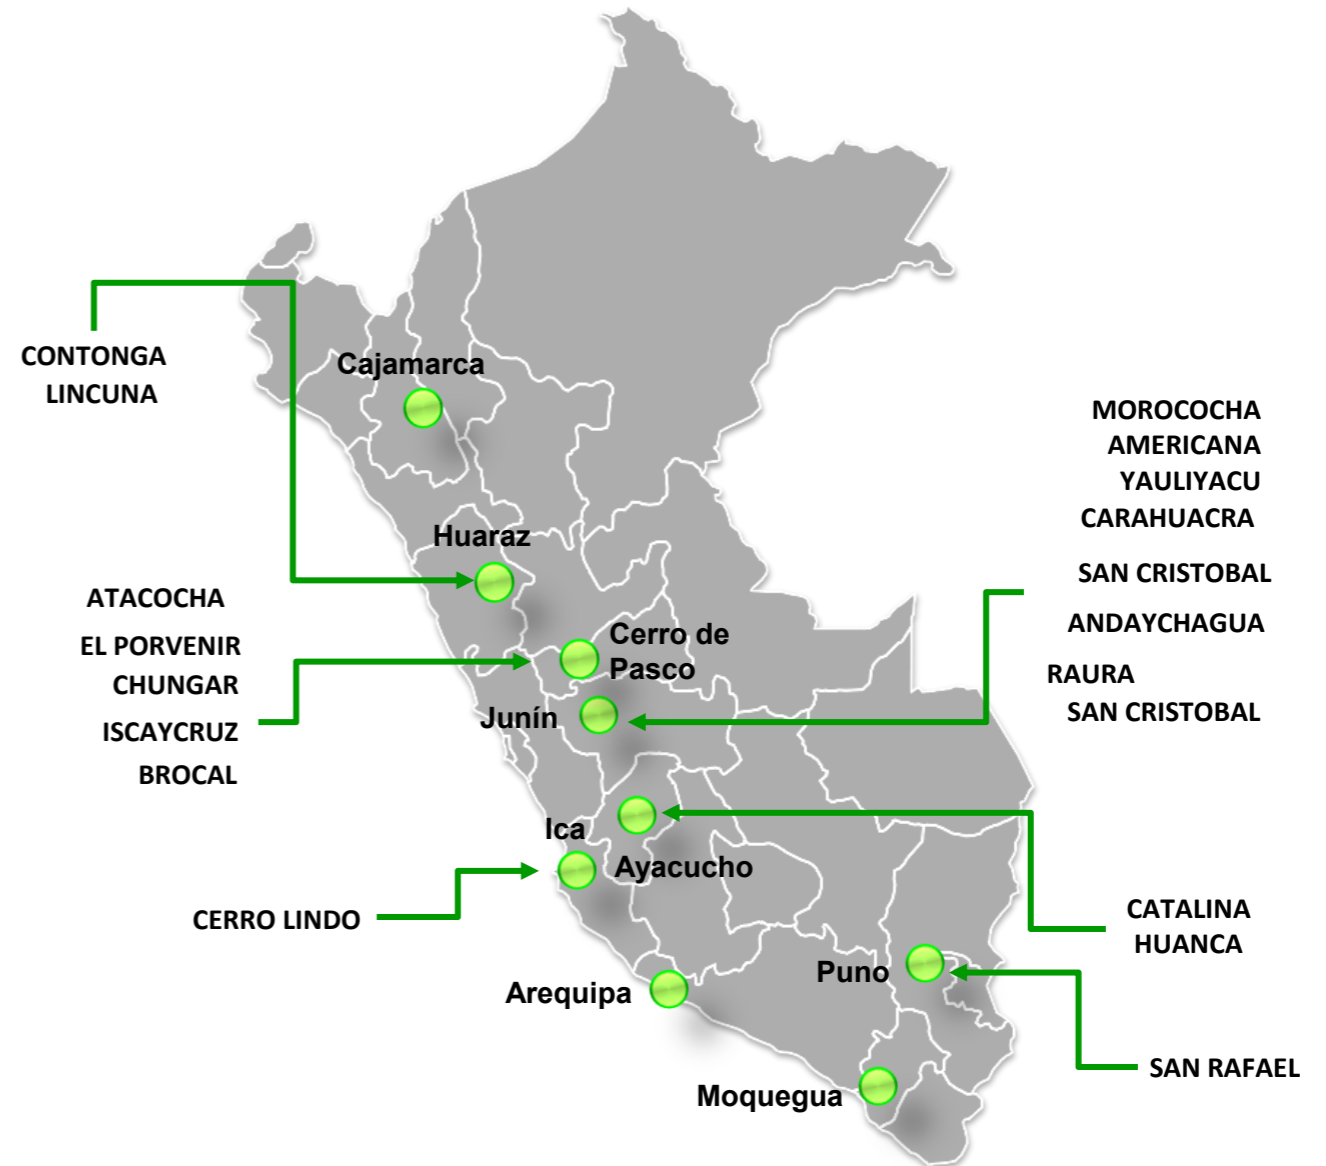 CONTONGA
LINCUNA
Cajamarca
Huaraz
ATACOCHA
EL PORVENIR
CHUNGAR
ISCAYCRUZ
BROCAL
Cerro de
Pasco
Junín
MOROCOCHA
AMERICANA
YAULIYACU
CARAHUACRA
SAN CRISTOBAL
ANDAYCHAGUA
RAURA
SAN CRISTOBAL
Ica
Ayacucho
CERRO LINDO
CATALINA
HUANCA
Puno
Arequipa
SAN RAFAEL
Moquegua